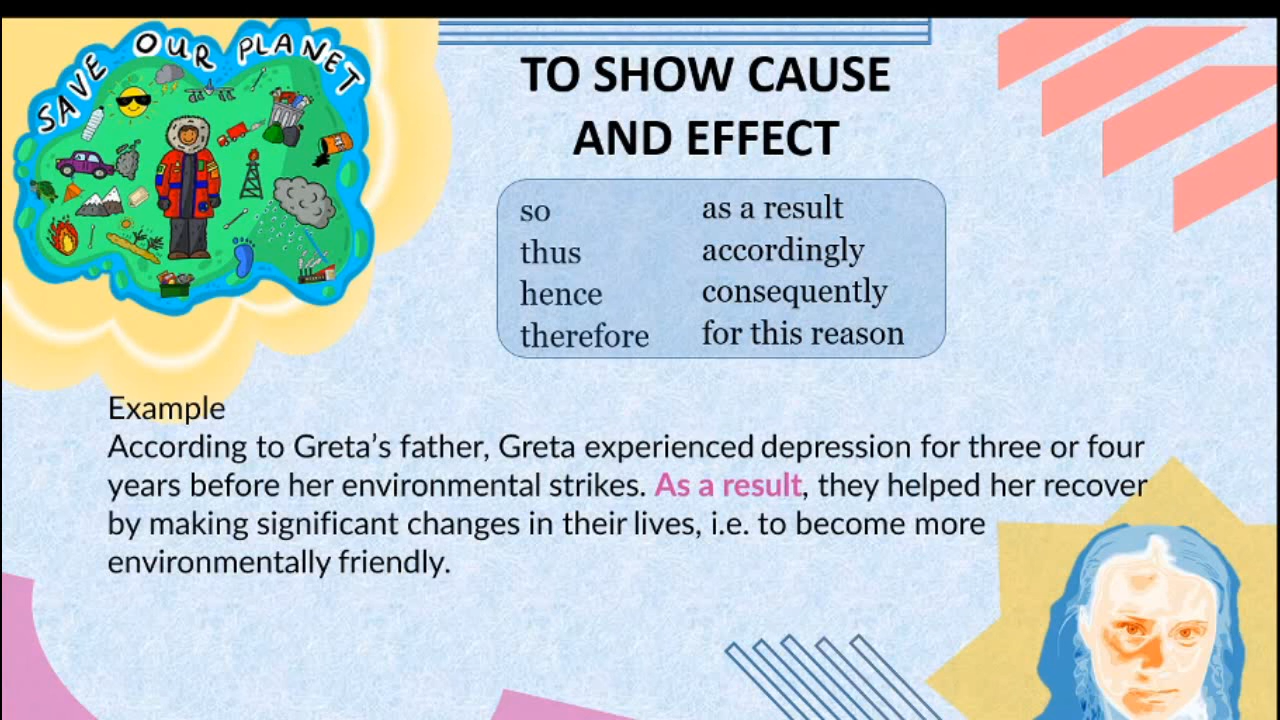 SAVE OUR PLANET
TO SHOW CAUSE
AND EFFECT
so
thus
hence
therefore
as a result
accordingly
consequently
for this reason
Example
According to Greta’s father, Greta experienced depression for three or four
years before her environmental strikes. As a result, they helped her recover
by making significant changes in their lives, i.e. to become more
environmentally friendly.